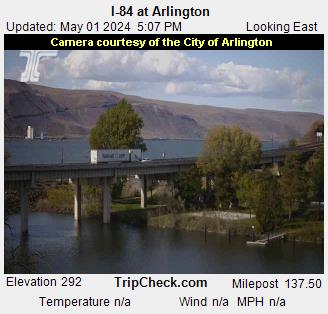 I-84 at Arlington
Updated: May 01 2024 5:07 PM Looking East
Camera courtesy of the City of Arlington
Elevation 292 TripCheck.com Milepost 137.50
Temperature n/a Wind n/a MPH n/a